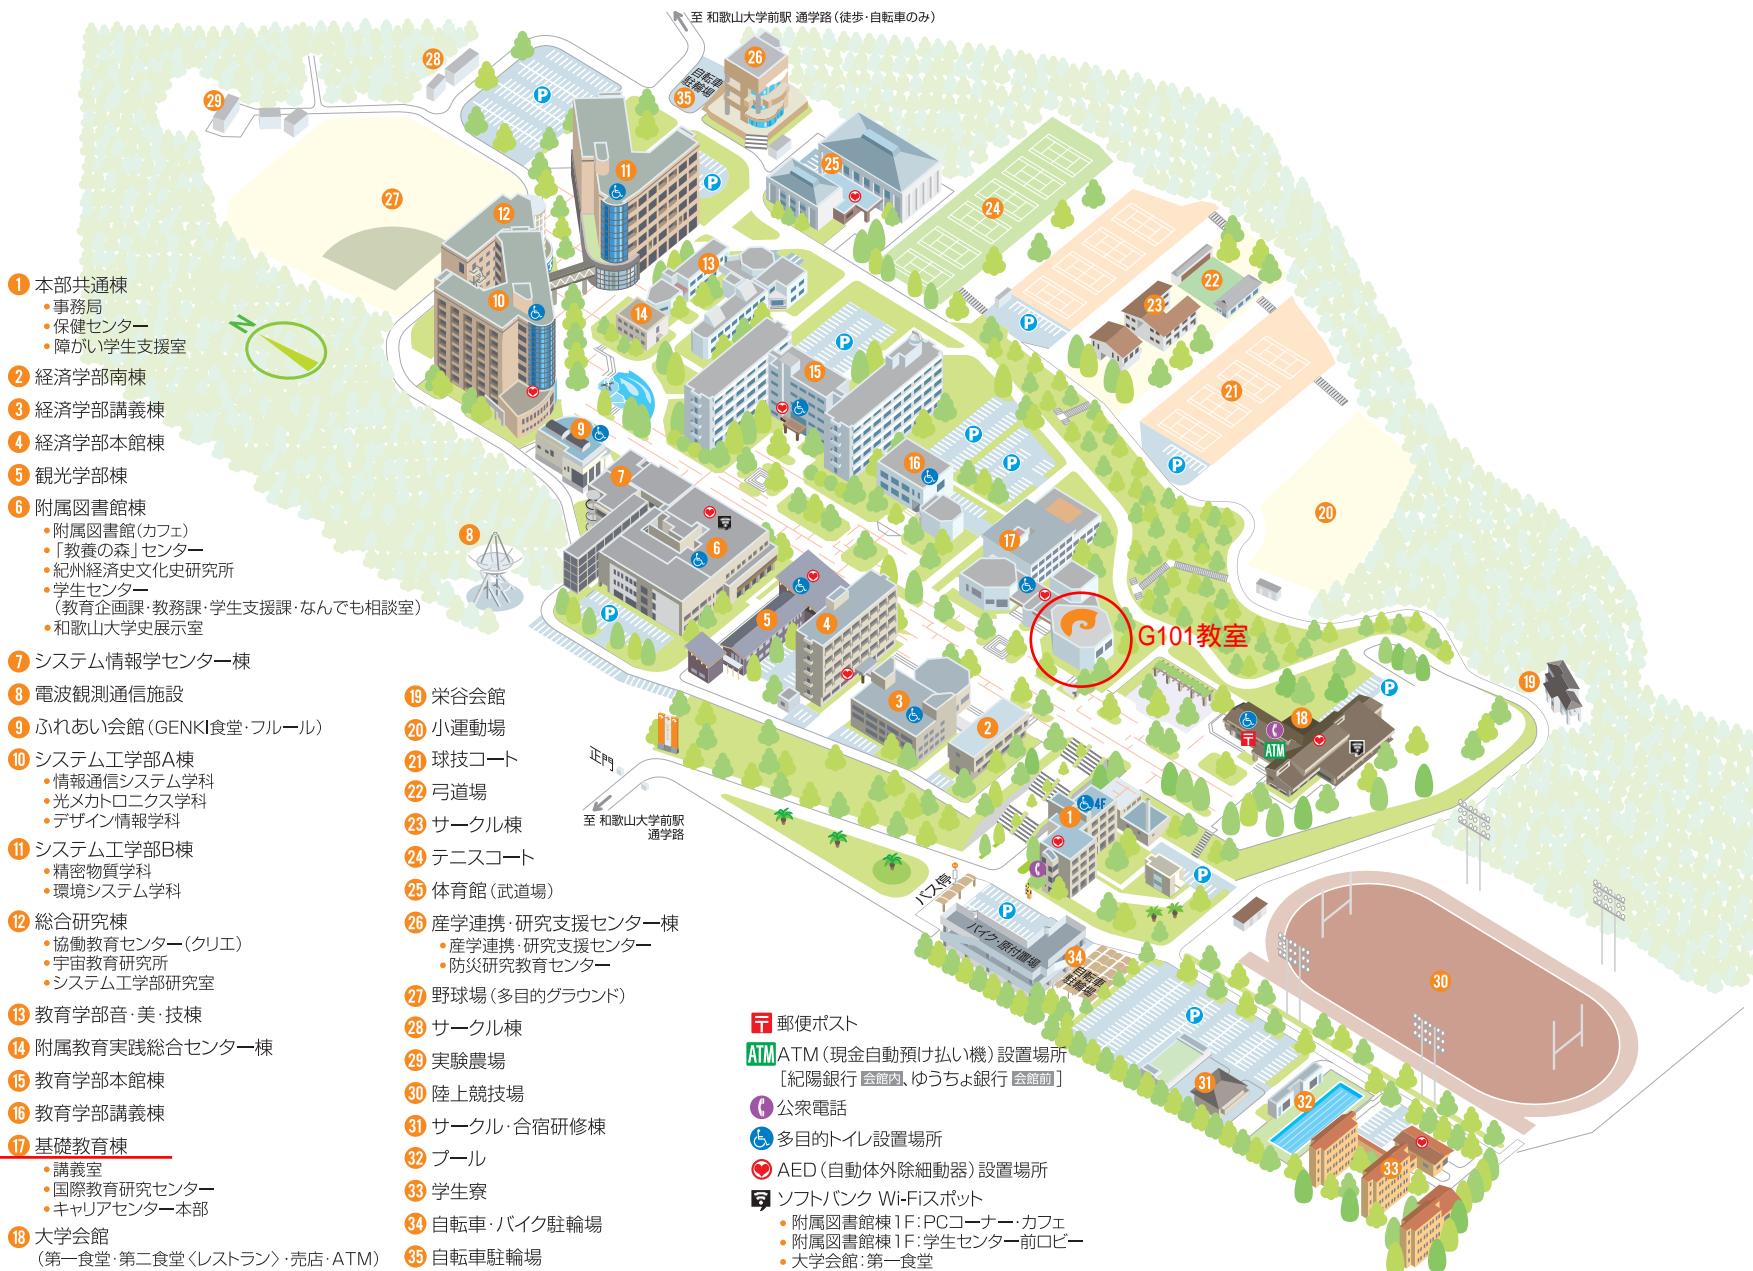 至 和歌山大学前駅 通学路（徒歩･自転車のみ）
自転車
駐輪場
N
G101教室
正門
至 和歌山大学前駅
通学路
バス停
バイク･原付置場
自転車
駐輪場
4F
ATM
1 本部共通棟
•事務局
•保健センター
•障がい学生支援室
2 経済学部南棟
3 経済学部講義棟
4 経済学部本館棟
5 観光学部棟
6 附属図書館棟
•附属図書館（カフェ）
•「教養の森」センター
•紀州経済史文化史研究所
•学生センター
（教育企画課･教務課･学生支援課･なんでも相談室）
•和歌山大学史展示室
7 システム情報学センター棟
8 電波観測通信施設
9 ふれあい会館（GENKI食堂･フルール）
10 システム工学部A棟
•情報通信システム学科
•光メカトロニクス学科
•デザイン情報学科
11 システム工学部B棟
•精密物質学科
•環境システム学科
12 総合研究棟
•協働教育センター（クリエ）
•宇宙教育研究所
•システム工学部研究室
13 教育学部音･美･技棟
14 附属教育実践総合センター棟
15 教育学部本館棟
16 教育学部講義棟
17 基礎教育棟
•講義室
•国際教育研究センター
•キャリアセンター本部
18 大学会館
（第一食堂･第二食堂〈レストラン〉･売店･ATM）
19 栄谷会館
20 小運動場
21 球技コート
22 弓道場
23 サークル棟
24 テニスコート
25 体育館（武道場）
26 産学連携･研究支援センター棟
•産学連携･研究支援センター
•防災研究教育センター
27 野球場（多目的グラウンド）
28 サークル棟
29 実験農場
30 陸上競技場
31 サークル･合宿研修棟
32 プール
33 学生寮
34 自転車･バイク駐輪場
35 自転車駐輪場
〒 郵便ポスト
ATM ATM（現金自動預け払い機）設置場所
［紀陽銀行 会館内、ゆうちょ銀行 会館前］
公衆電話
多目的トイレ設置場所
AED（自動体外除細動器）設置場所
ソフトバンク Wi-Fiスポット
•附属図書館棟1F：PCコーナー･カフェ
•附属図書館棟1F：学生センター前ロビー
•大学会館：第一食堂